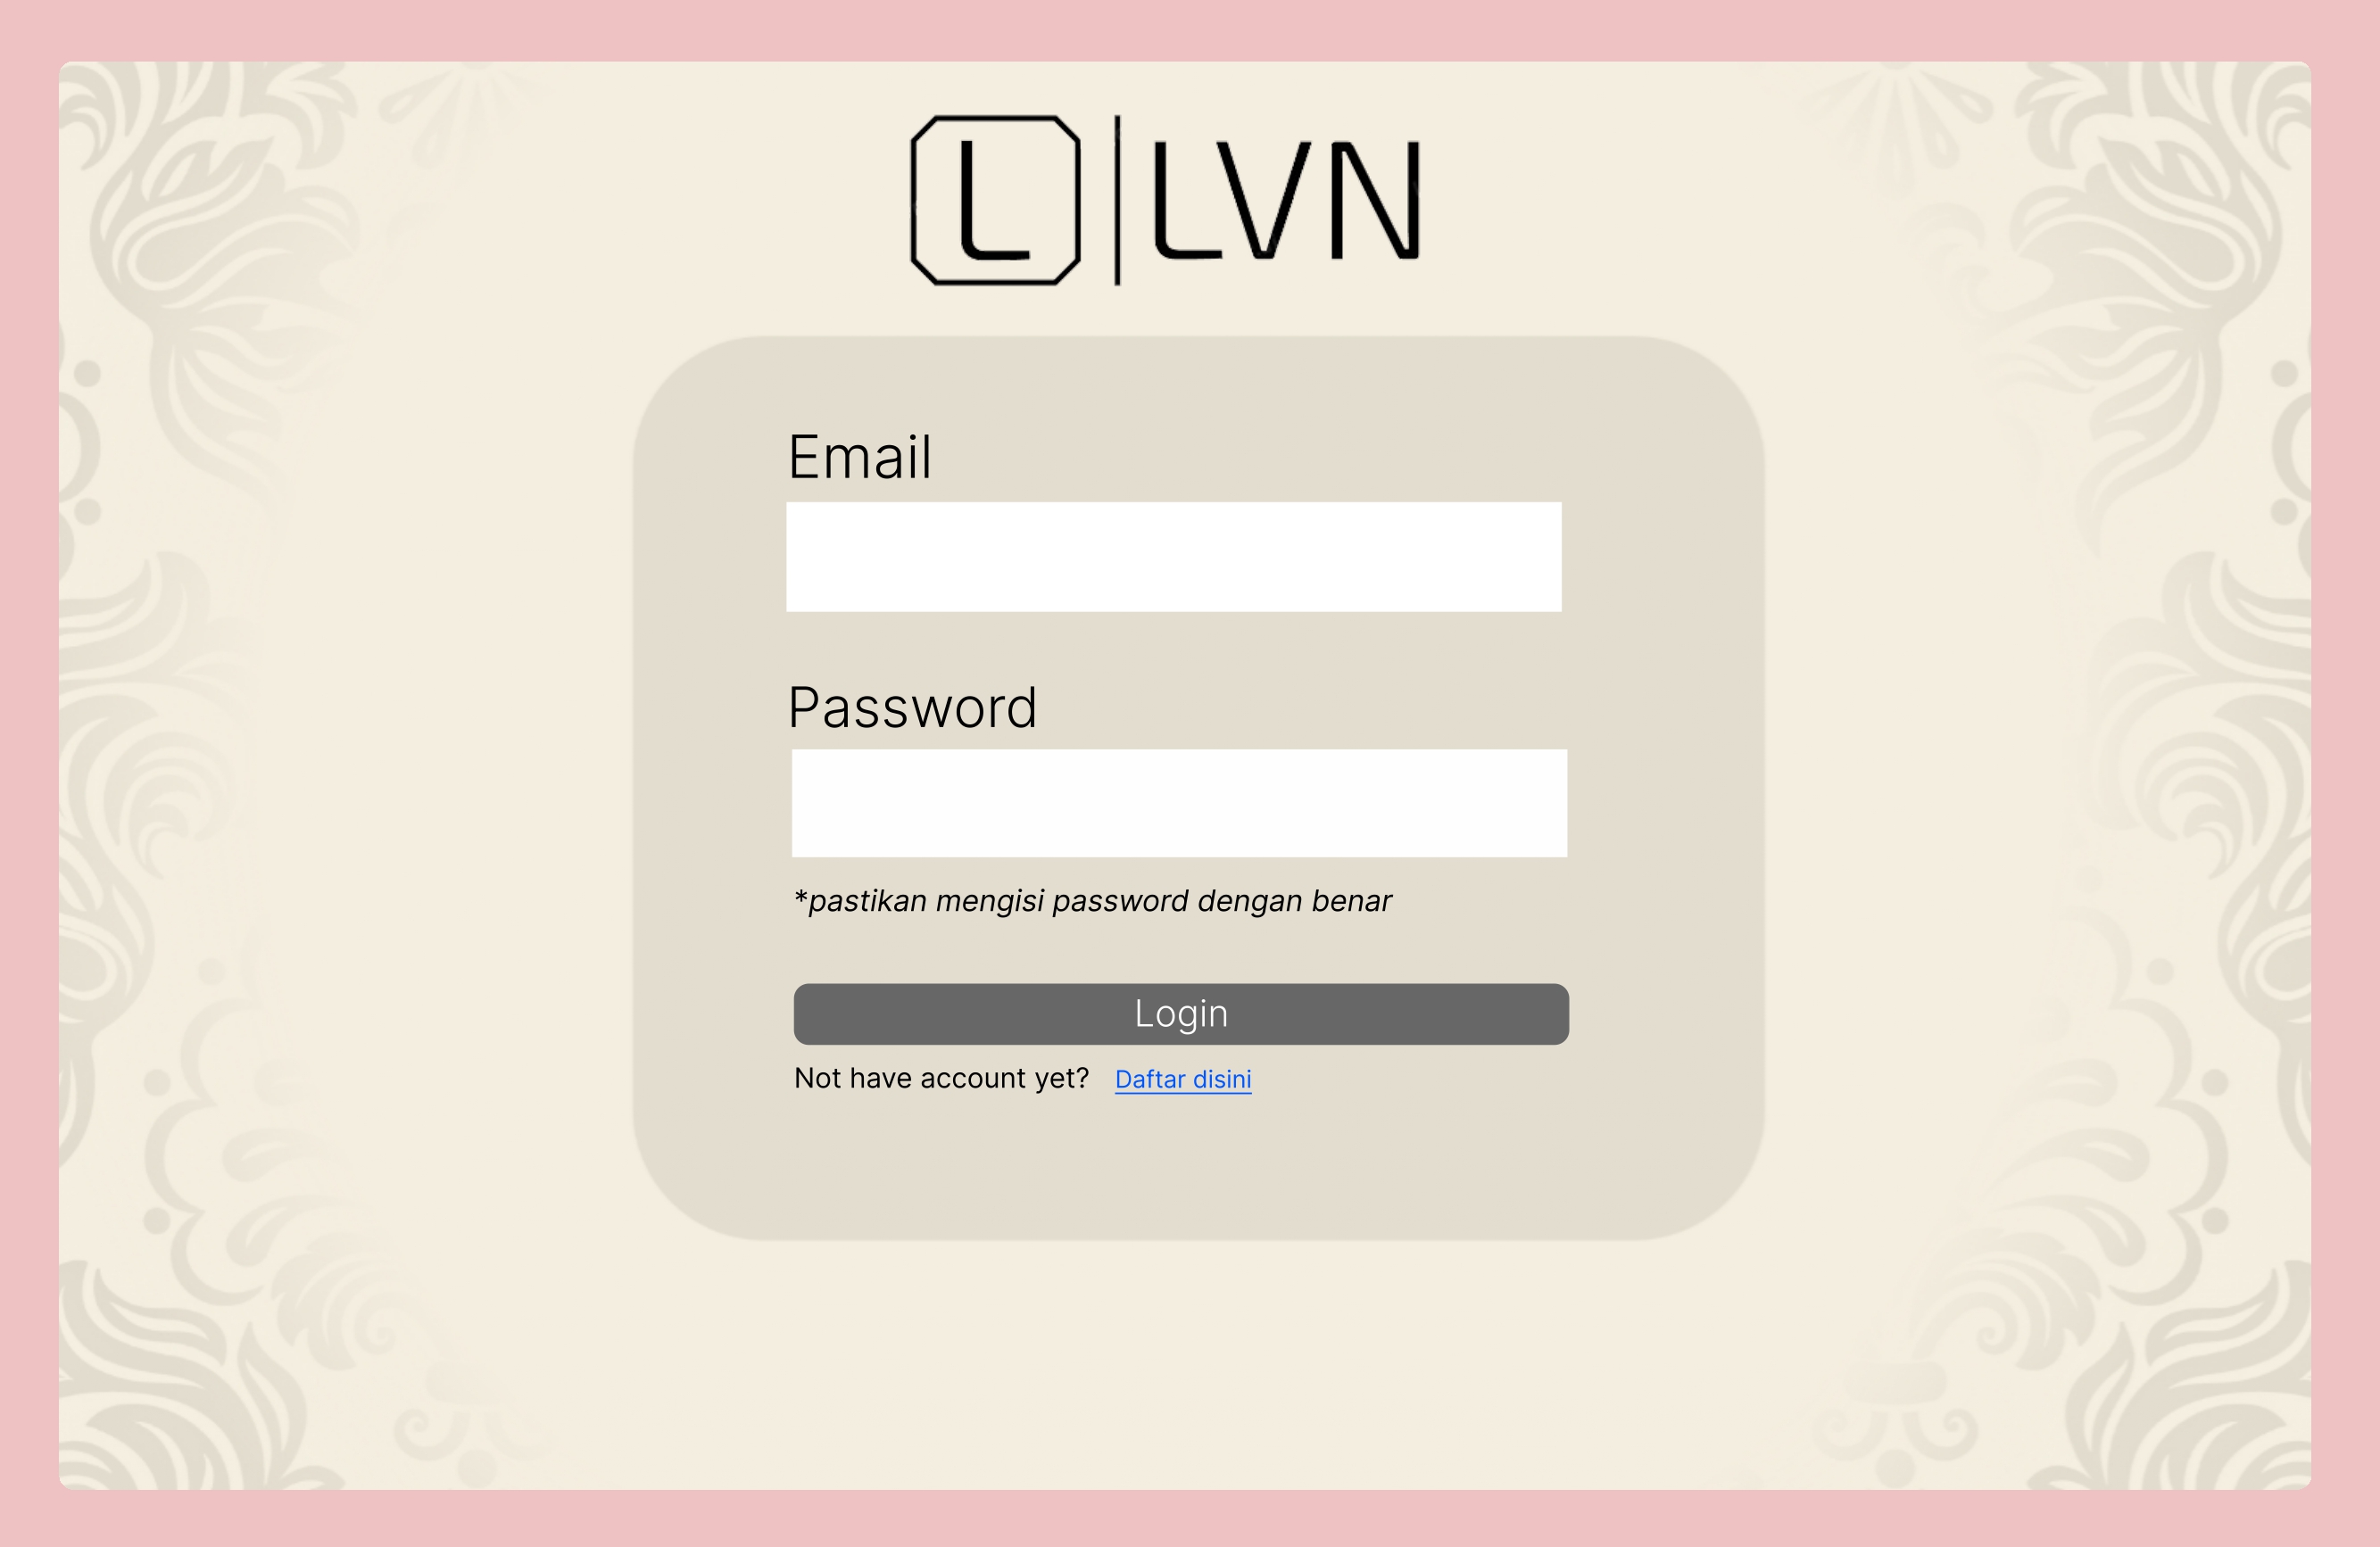 L LVN
Email
Password
*pastikan mengisi password dengan benar
Login
Not have account yet? Daftar disini